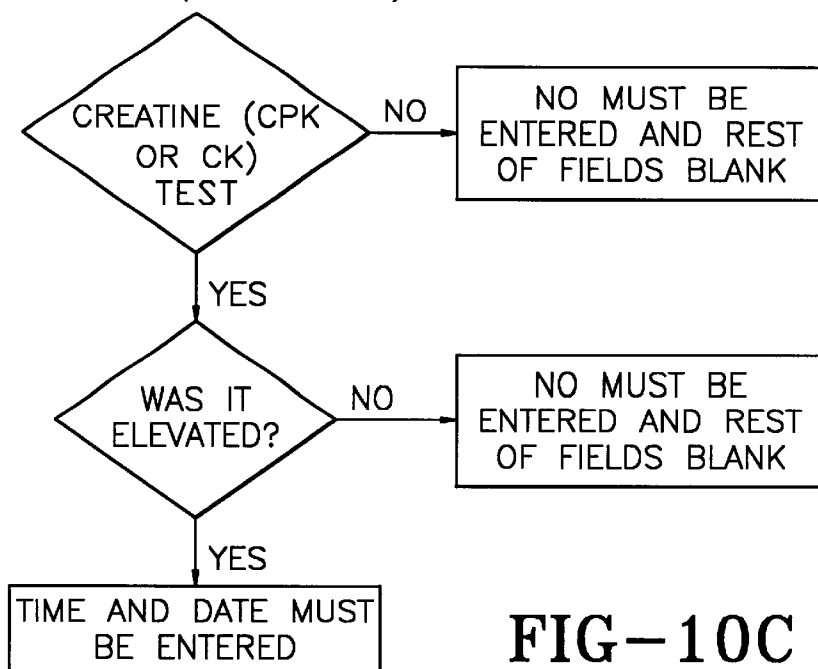 CREATINE (CPK
OR CK)
TEST
NO
NO MUST BE
ENTERED AND REST
OF FIELDS BLANK
YES
WAS IT
ELEVATED?
NO
NO MUST BE
ENTERED AND REST
OF FIELDS BLANK
YES
TIME AND DATE MUST
BE ENTERED
FIG-10C